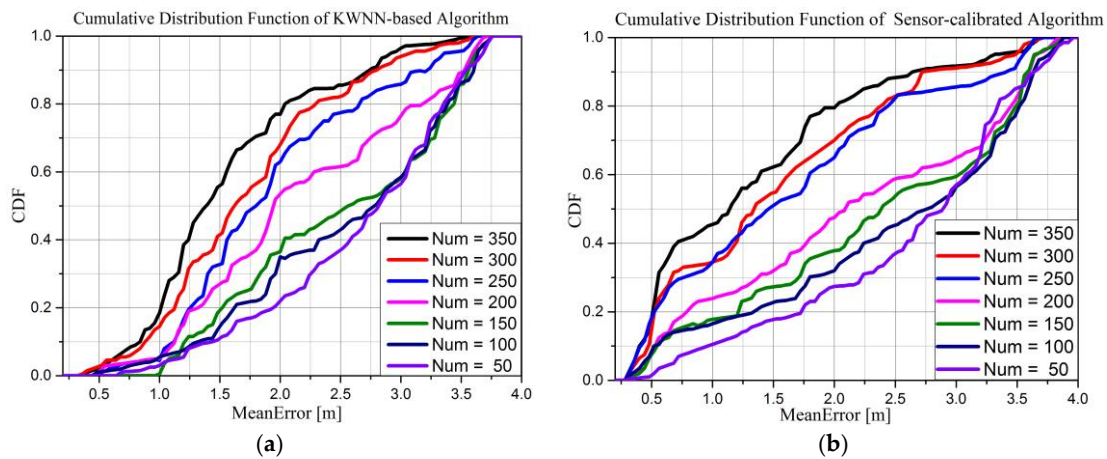 Cumulative Distribution Function of KWNN-based Algorithm
CDF
1.0
0.8
0.6
0.4
0.2
0.0
Num = 350
Num = 300
Num = 250
Num = 200
Num = 150
Num = 100
Num = 50
0.5 1.0 1.5 2.0 2.5 3.0 3.5 4.0
MeanError [m]
(a)
Cumulative Distribution Function of Sensor-calibrated Algorithm
CDF
1.0
0.8
0.6
0.4
0.2
0.0
Num = 350
Num = 300
Num = 250
Num = 200
Num = 150
Num = 100
Num = 50
0.5 1.0 1.5 2.0 2.5 3.0 3.5 4.0
MeanError [m]
(b)